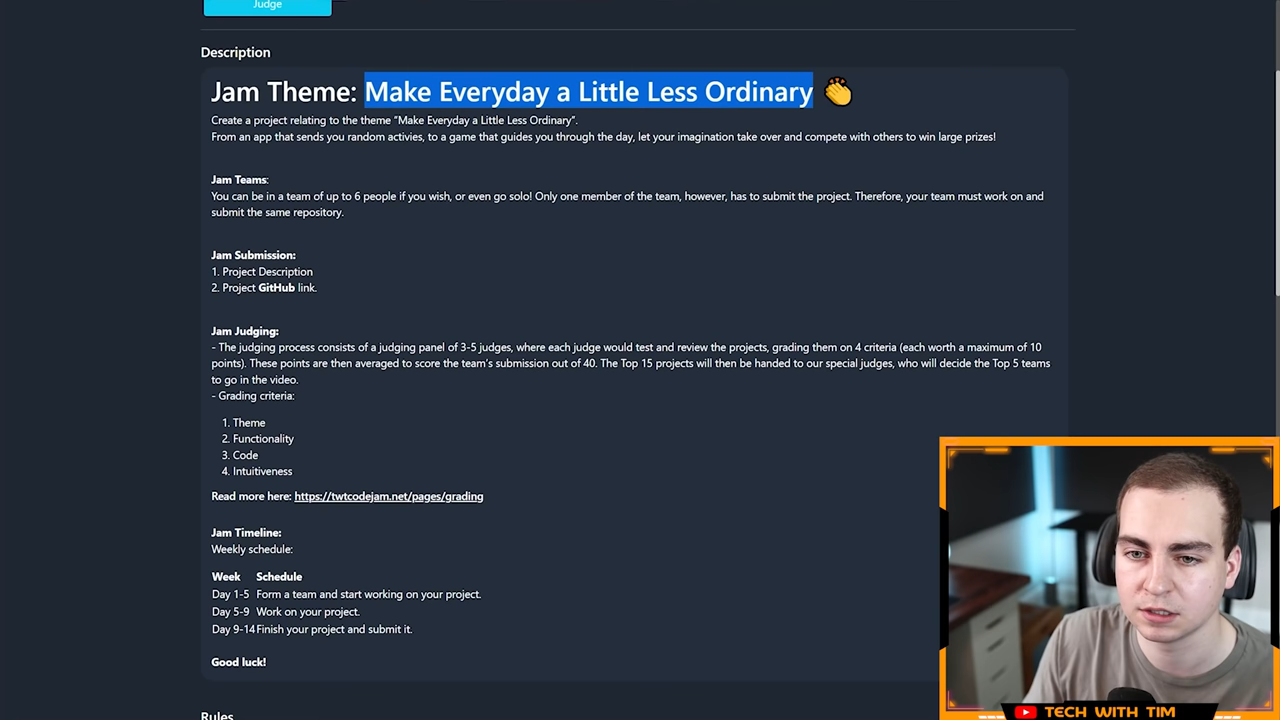 Judge
Description
Jam Theme: Make Everyday a Little Less Ordinary 👏
Create a project relating to the theme "Make Everyday a Little Less Ordinary".
From an app that sends you random activies, to a game that guides you through the day, let your imagination take over and compete with others to win large prizes!
Jam Teams:
You can be in a team of up to 6 people if you wish, or even go solo! Only one member of the team, however, has to submit the project. Therefore, your team must work on and
submit the same repository.
Jam Submission:
1. Project Description
2. Project GitHub link.
Jam Judging:
- The judging process consists of a judging panel of 3-5 judges, where each judge would test and review the projects, grading them on 4 criteria (each worth a maximum of 10
points). These points are then averaged to score the team's submission out of 40. The Top 15 projects will then be handed to our special judges, who will decide the Top 5 teams
to go in the video.
- Grading criteria:
1. Theme
2. Functionality
3. Code
4. Intuitiveness
Read more here: https://twtcodejam.net/pages/grading
Jam Timeline:
Weekly schedule:
Week Schedule
Day 1-5 Form a team and start working on your project.
Day 5-9 Work on your project.
Day 9-14 Finish your project and submit it.
Good luck!
Rules
TECH WITH TIM